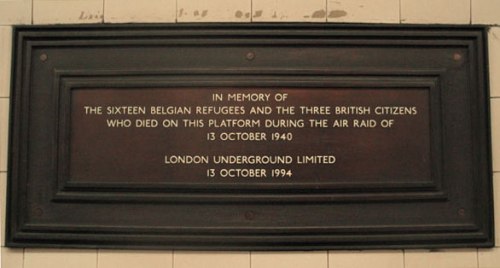 IN MEMORY OF
THE SIXTEEN BELGIAN REFUGEES AND THE THREE BRITISH CITIZENS
WHO DIED ON THIS PLATFORM DURING THE AIR RAID OF
13 OCTOBER 1940
LONDON UNDERGROUND LIMITED
13 OCTOBER 1994